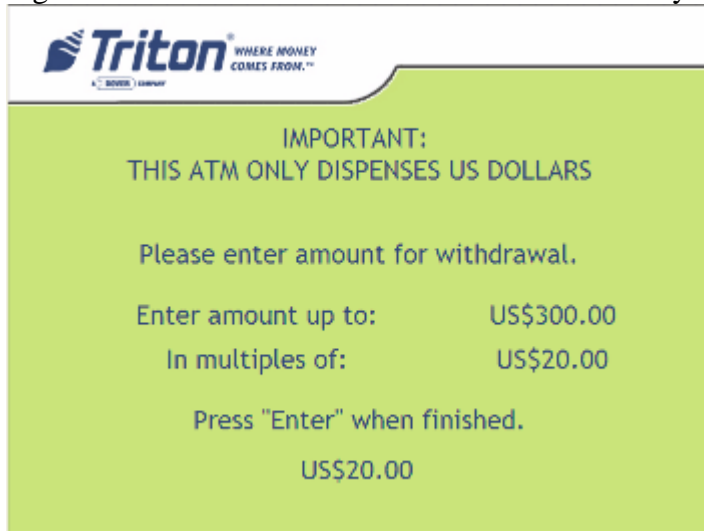 Triton® WHERE MONEY
COMES FROM.™
A DOVER COMPANY
IMPORTANT:
THIS ATM ONLY DISPENSES US DOLLARS
Please enter amount for withdrawal.
Enter amount up to: US$300.00
In multiples of: US$20.00
Press "Enter" when finished.
US$20.00